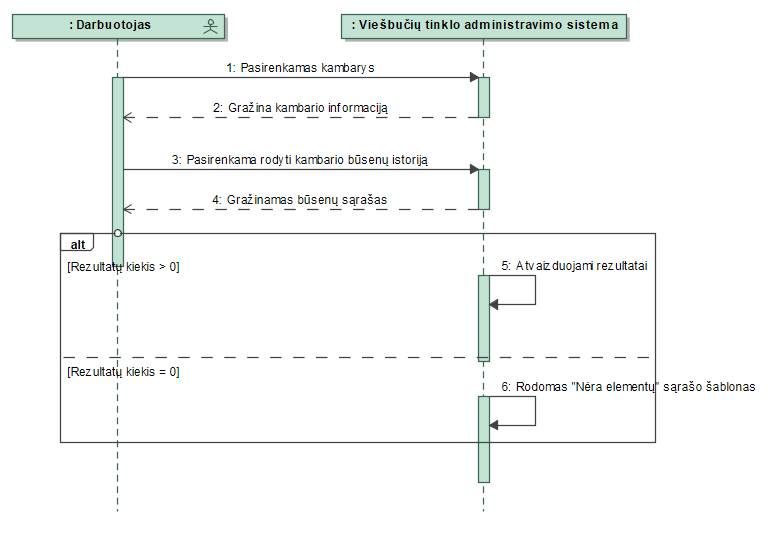 : Darbuotojas
: Viešbučių tinklo administravimo sistema
1: Pasirenkamas kambarys
2: Gražina kambario informaciją
3: Pasirenkama rodyti kambario būsenų istoriją
4: Gražinamas būsenų sąrašas
alt
[Rezultatų kiekis > 0]
5: Atvaizduojami rezultatai
[Rezultatų kiekis = 0]
6: Rodomas "Nėra elementų" sąrašo šablonas